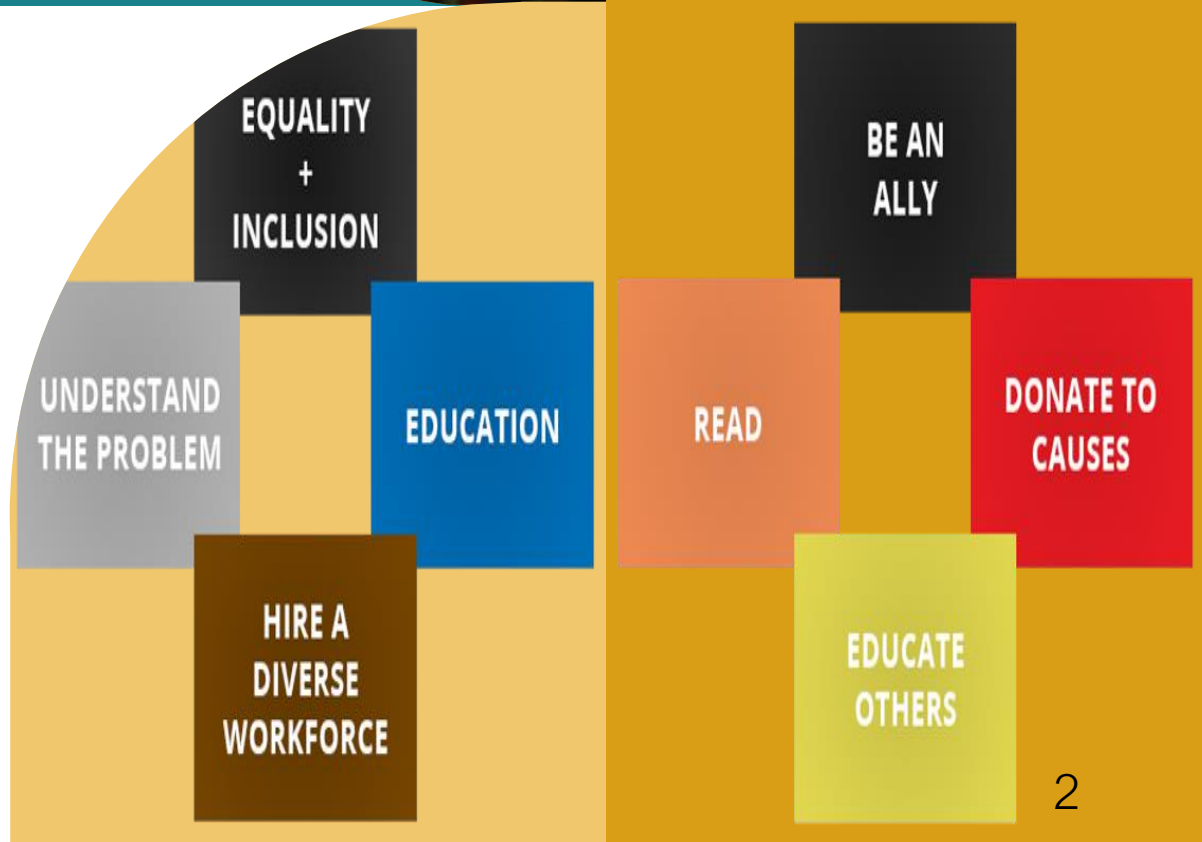 EQUALITY
+
INCLUSION
UNDERSTAND
THE PROBLEM
EDUCATION
HIRE A
DIVERSE
WORKFORCE
BE AN
ALLY
READ
DONATE TO
CAUSES
EDUCATE
OTHERS
2